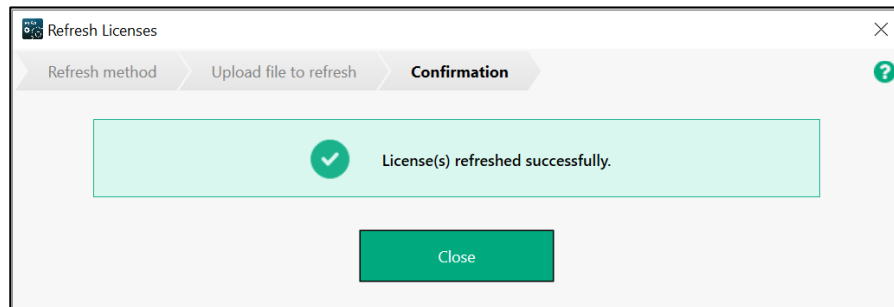 Refresh Licenses
Refresh method Upload file to refresh Confirmation
?
License(s) refreshed successfully.
Close